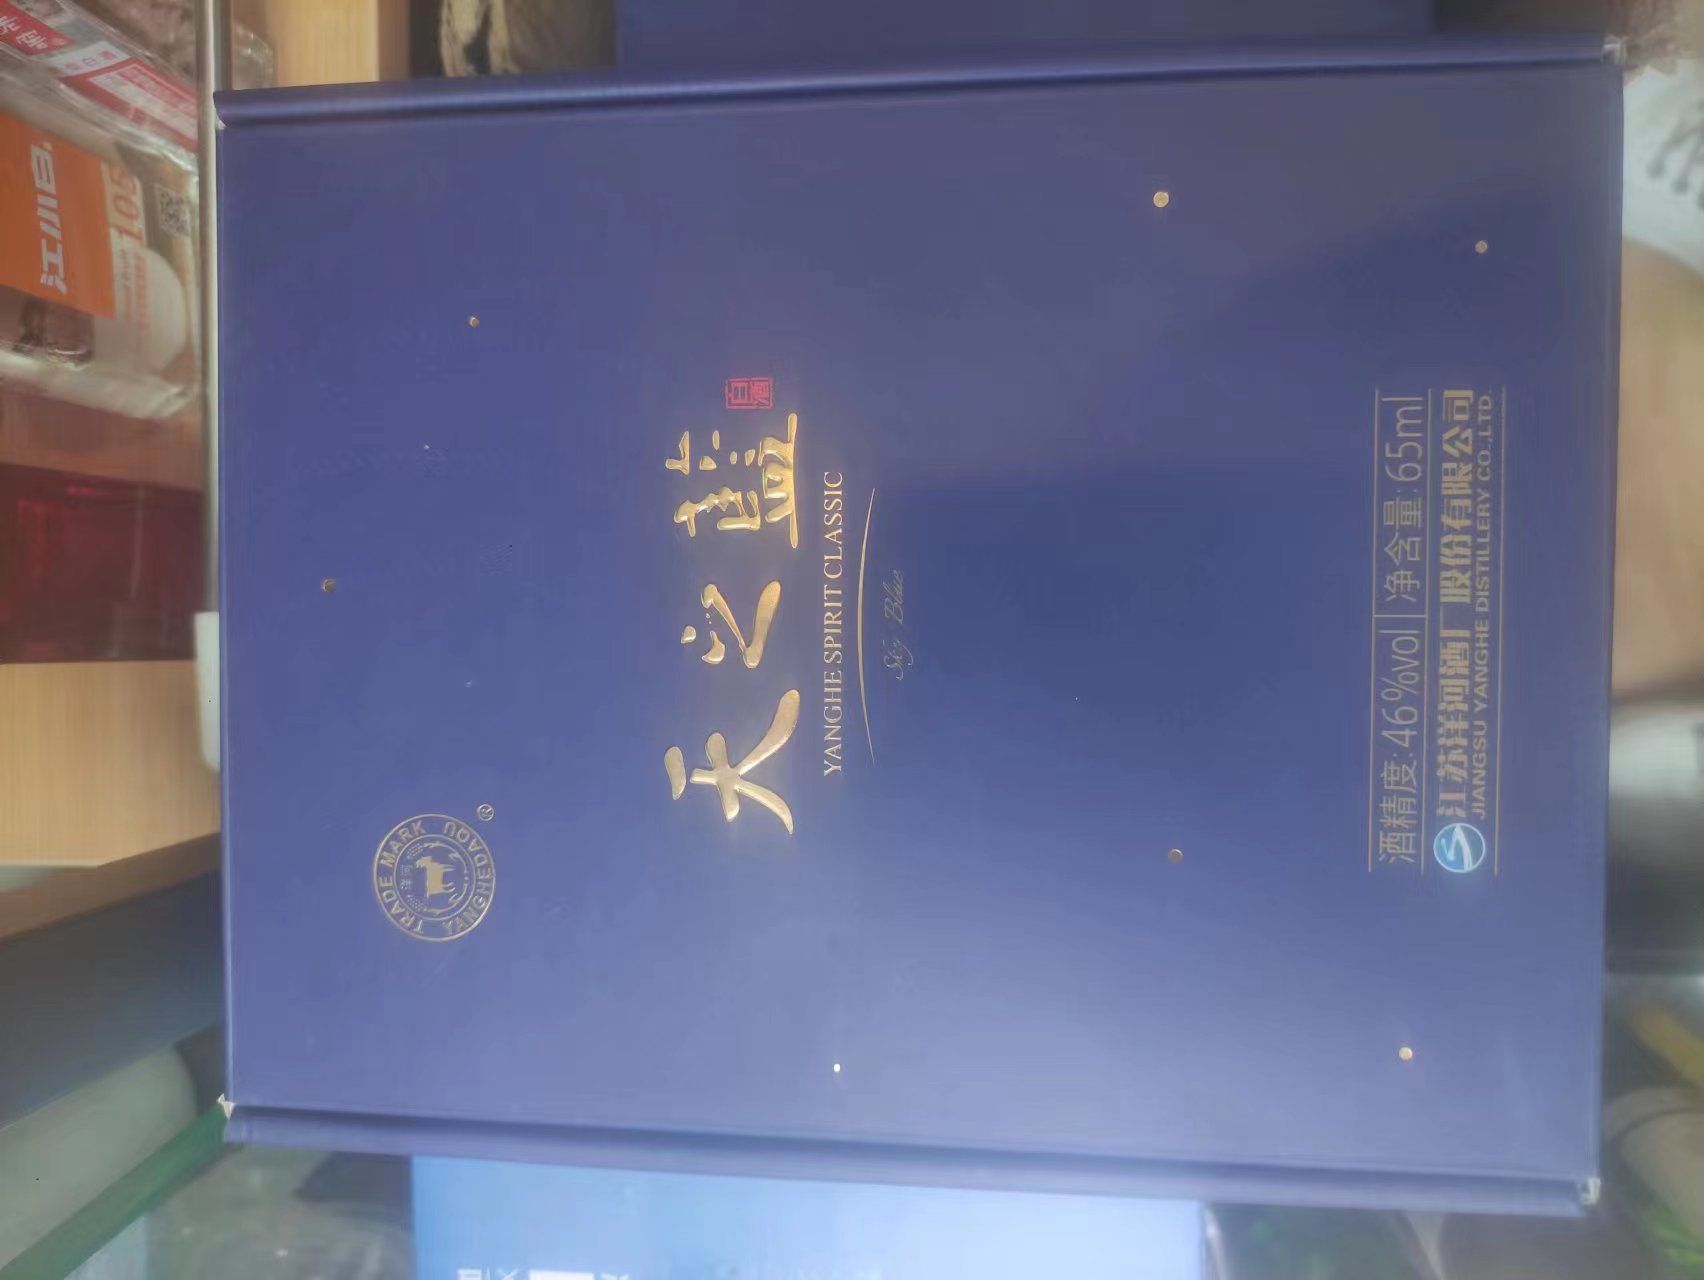 TRADE MARK
洋河
YANGHEDAQU
®
天之蓝
YANGHE SPIRIT CLASSIC
Sky Blue
酒精度:46%vol 净含量:65ml
江苏洋河酒厂股份有限公司
JIANGSU YANGHE DISTILLERY CO.,LTD.
江小白